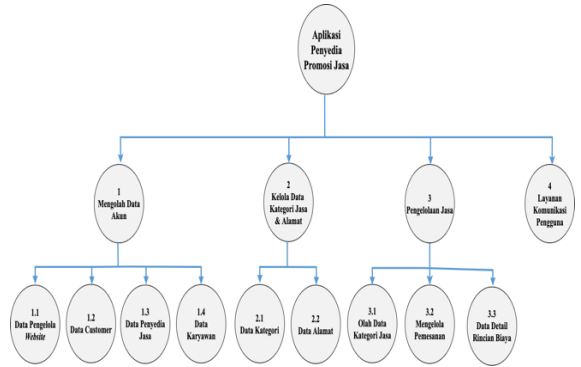 Aplikasi
Penyedia
Promosi Jasa
1
Mengolah Data
Akun
2
Kelola Data
Kategori Jasa
& Alamat
3
Pengelolaan Jasa
4
Layanan
Komunikasi
Pengguna
1.1
Data Pengelola
Website
1.2
Data Customer
1.3
Data Penyedia
Jasa
1.4
Data
Karyawan
2.1
Data Kategori
2.2
Data Alamat
3.1
Olah Data
Kategori Jasa
3.2
Mengelola
Pemesanan
3.3
Data Detail
Rincian Biaya